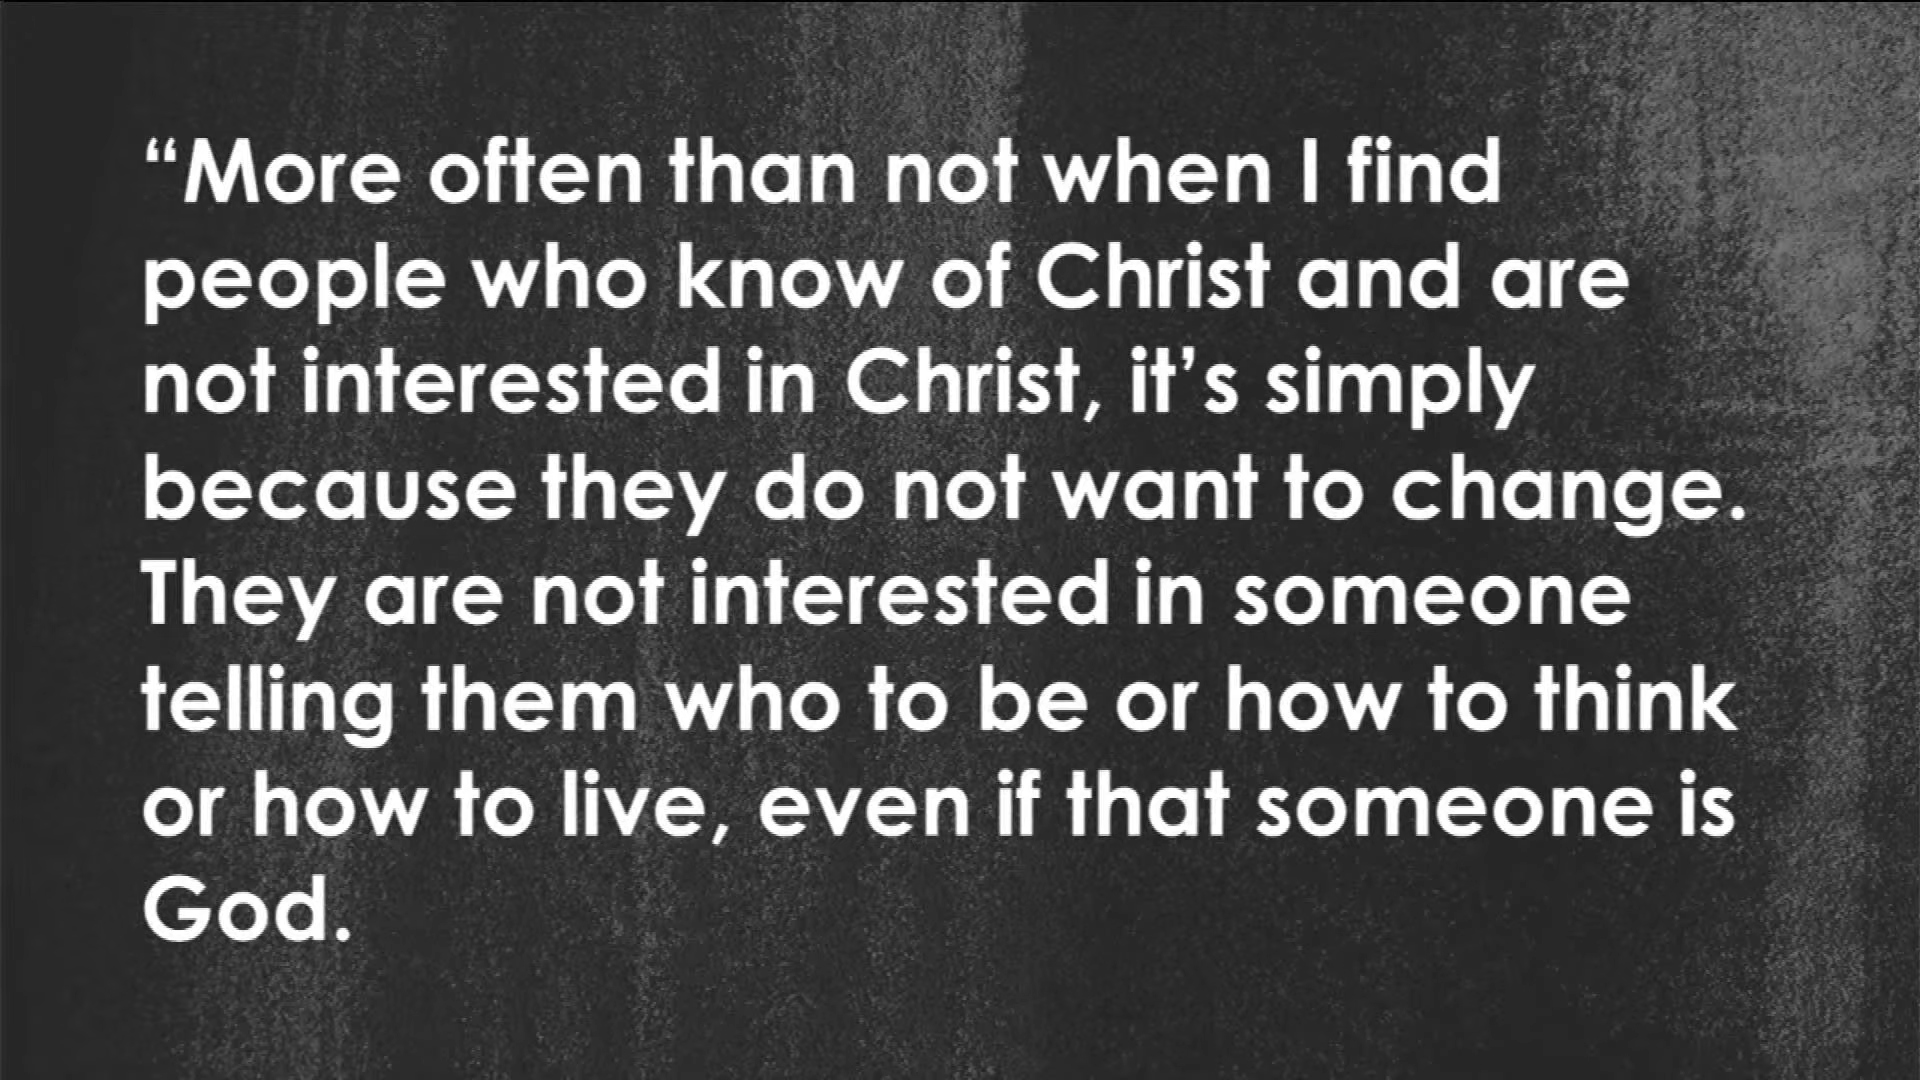 “More often than not when I find
people who know of Christ and are
not interested in Christ, it’s simply
because they do not want to change.
They are not interested in someone
telling them who to be or how to think
or how to live, even if that someone is
God.